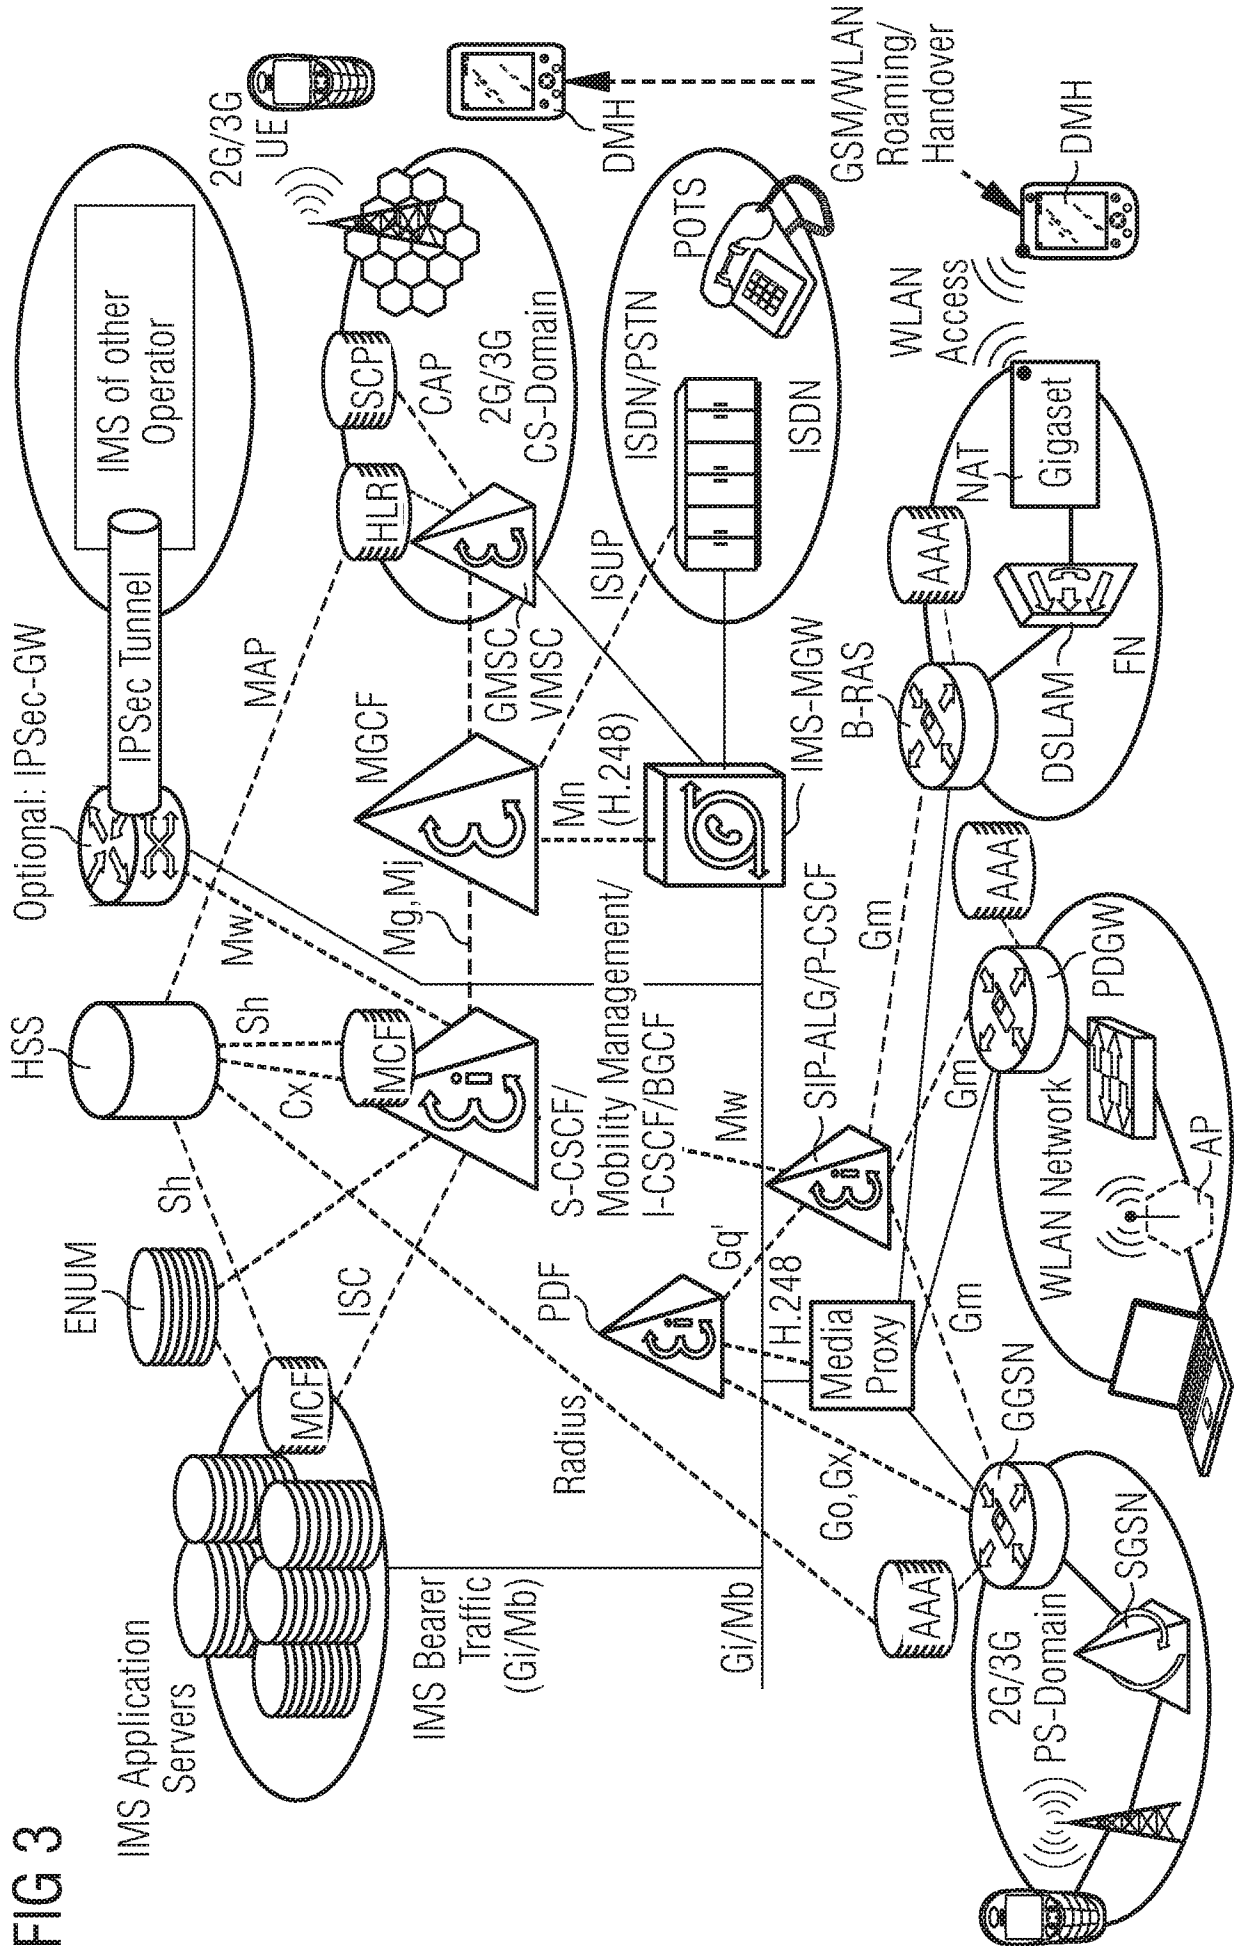 FIG 3
IMS Application
Servers
ENUM
HSS
Optional: IPSec-GW
IPSec Tunnel
IMS of other
Operator
2G/3G
UE
MCF
Sh
ISC
Cx
Sh
Mw
MAP
MCF
HLR
SCP
CAP
2G/3G
CS-Domain
DMH
GSM/WLAN
Roaming/
Handover
IMS Bearer
Traffic
(Gi/Mb)
Radius
S-CSCF/
Mobility Management/
I-CSCF/BGCF
Mg,Mj
MGCF
GMSC
VMSC
ISUP
Mn
(H.248)
ISDN/PSTN
POTS
ISDN
IMS-MGW
PDF
Gq'
Mw
Gi/Mb
H.248
SIP-ALG/P-CSCF
Media
Proxy
Go,Gx
Gm
Gm
Gm
B-RAS
AAA
AAA
AAA
NAT
Gigaset
WLAN
Access
DMH
DSLAM
FN
GGSN
2G/3G
PS-Domain
SGSN
WLAN Network
PDGW
AP